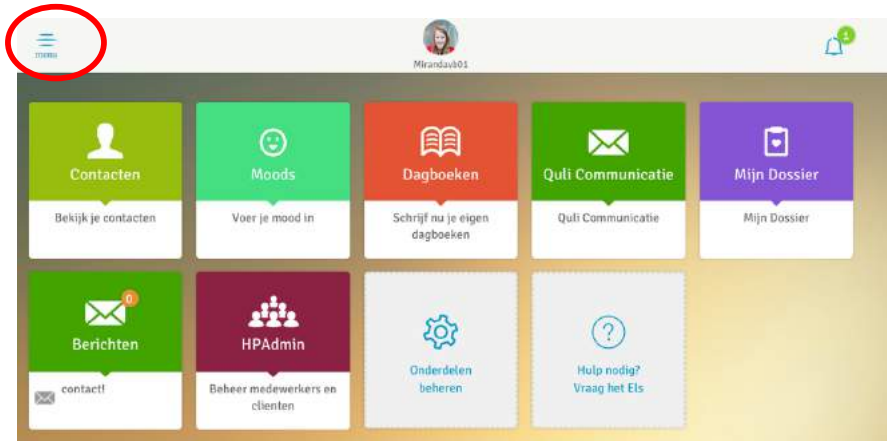 menu
Mirandavb01
1
Contacten
Moods
Dagboeken
Quli Communicatie
Mijn Dossier
Bekijk je contacten
Voer je mood in
Schrijf nu je eigen
dagboeken
Quli Communicatie
Mijn Dossier
0
Berichten
HPAdmin
Onderdelen
beheren
Hulp nodig?
Vraag het Els
contact!
Beheer medewerkers en
clienten